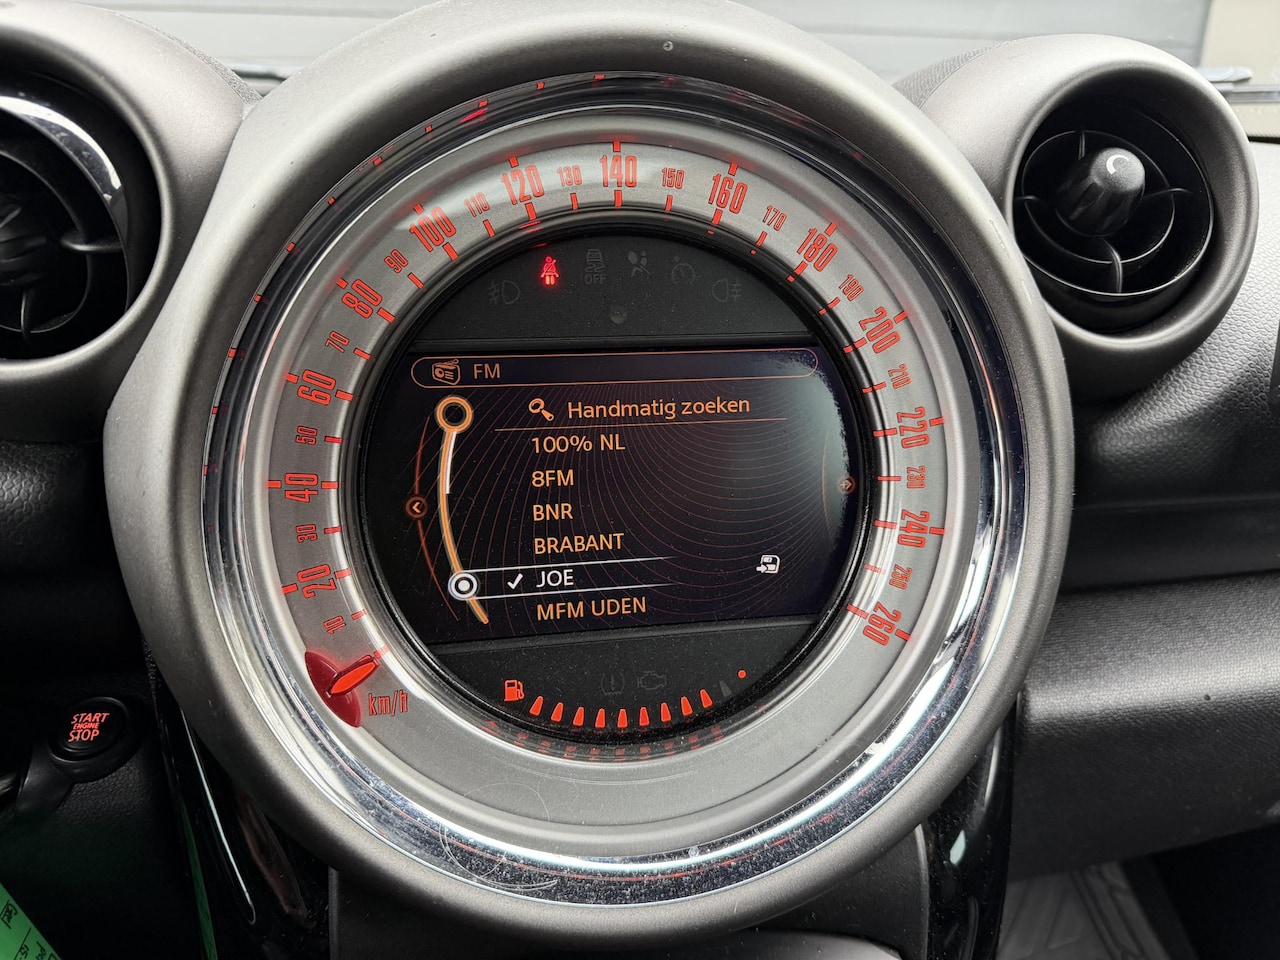 10
20
30
40
50
60
70
80
90
100
110
120
130
140
150
160
170
180
190
200
210
220
230
240
250
260
km/h
OFF
FM
Handmatig zoeken
100% NL
8FM
BNR
BRABANT
JOE
MFM UDEN
START
ENGINE
STOP